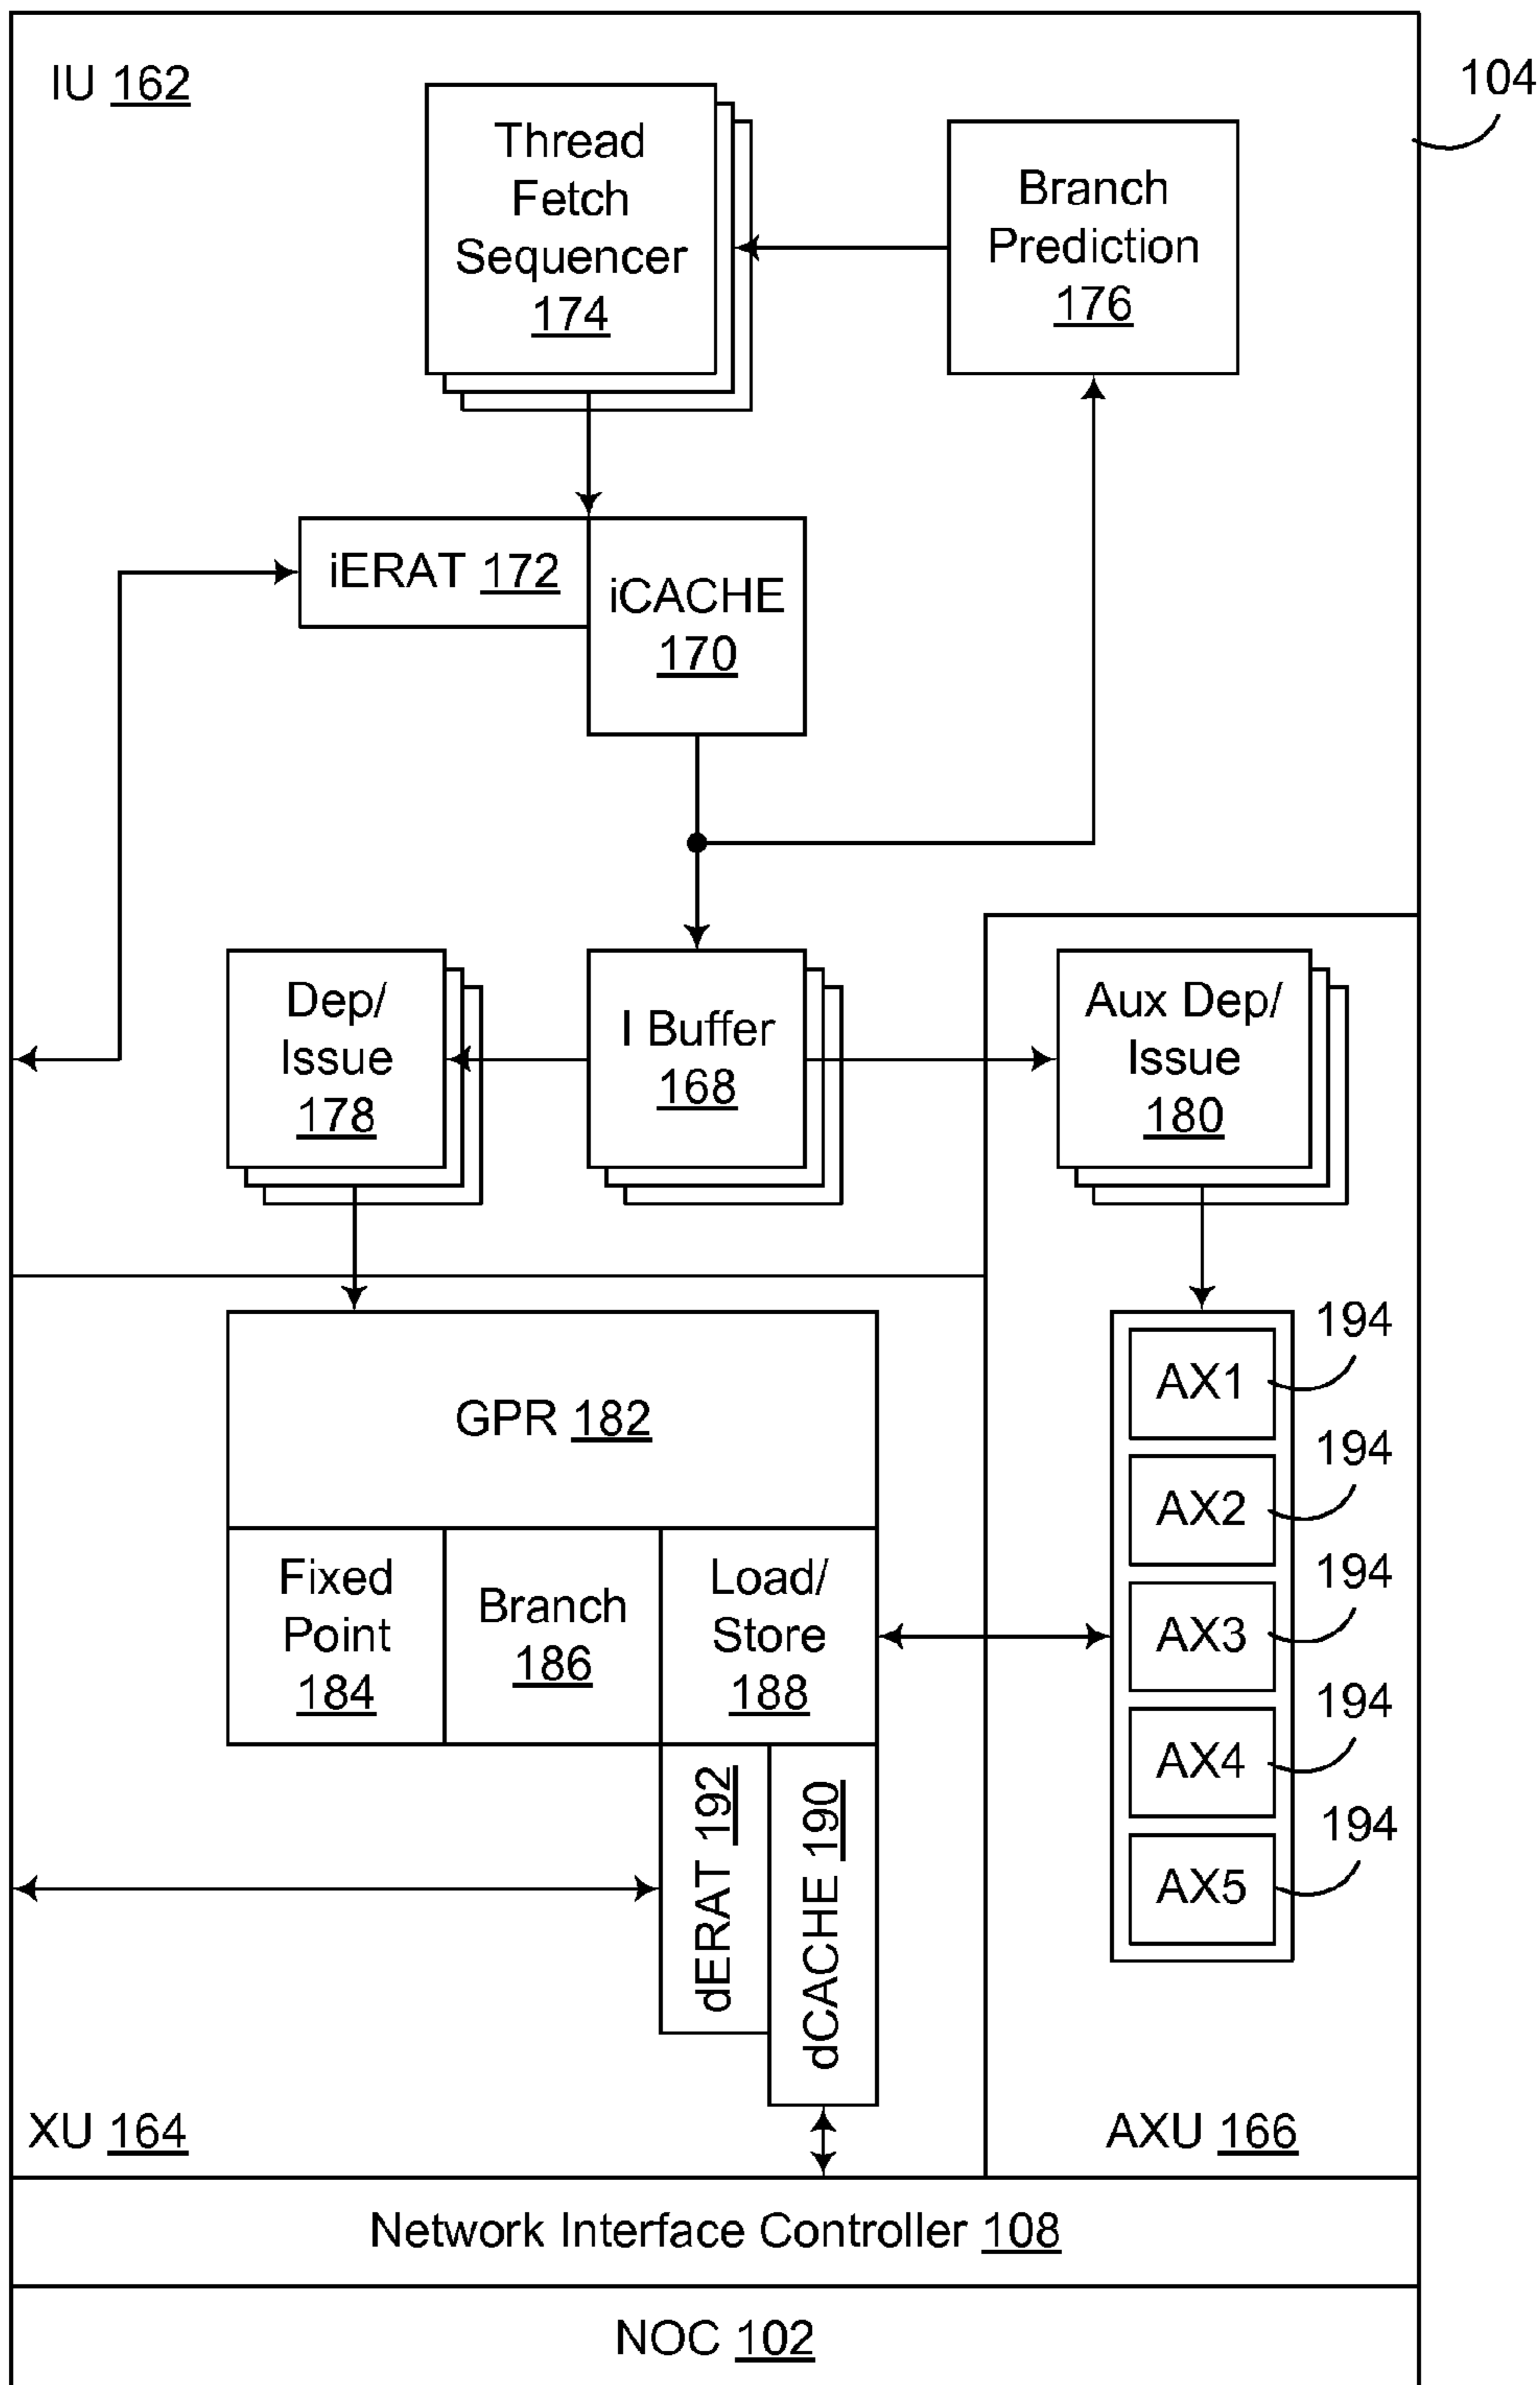 IU 162
104
Thread
Fetch
Sequencer
174
Branch
Prediction
176
iERAT 172
iCACHE
170
Dep/
Issue
178
I Buffer
168
Aux Dep/
Issue
180
GPR 182
Fixed
Point
184
Branch
186
Load/
Store
188
dERAT 192
dCACHE 190
194
AX1
194
AX2
194
AX3
194
AX4
194
AX5
XU 164
AXU 166
Network Interface Controller 108
NOC 102